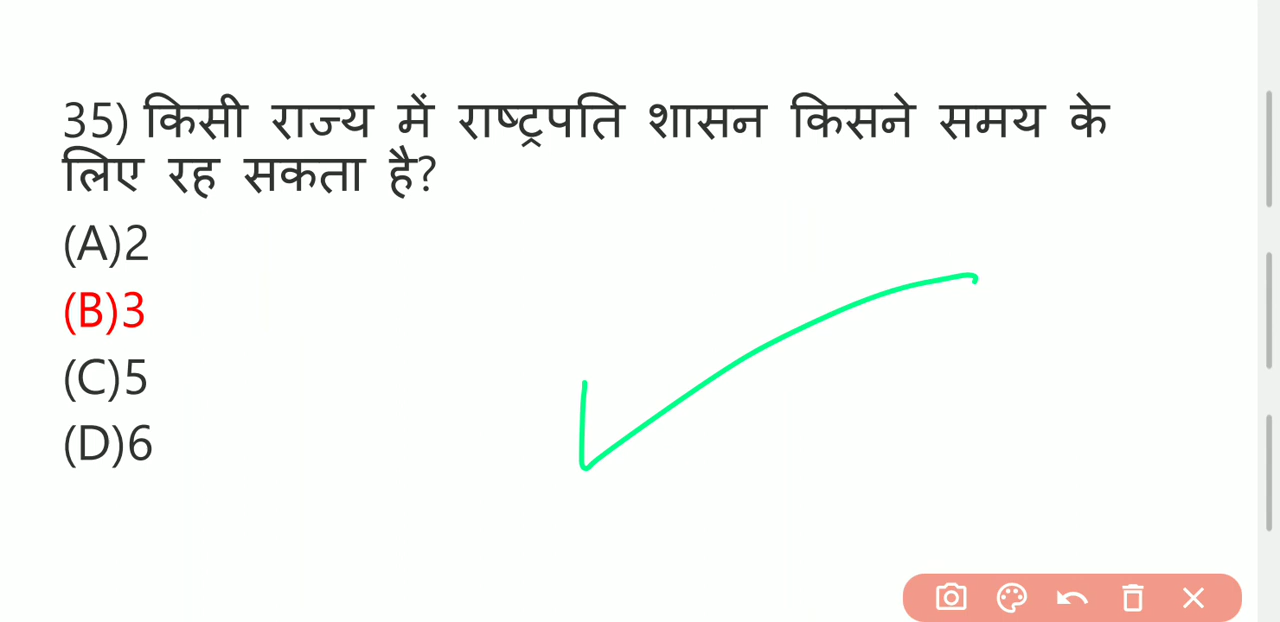 35) किसी राज्य में राष्ट्रपति शासन किसने समय के
लिए रह सकता है?
(A)2
(B)3
(C)5
(D)6